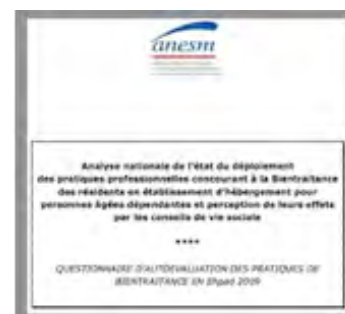 anesm
Analyse nationale de l'état du déploiement
des pratiques professionnelles concourant à la Bientraitance
des résidents en établissement d'hébergement pour
personnes âgées dépendantes et perception de leurs effets
par les conseils de vie sociale
****
QUESTIONNAIRE D'AUTOÉVALUATION DES PRATIQUES DE
BIENTRAITANCE EN Ehpad 2009